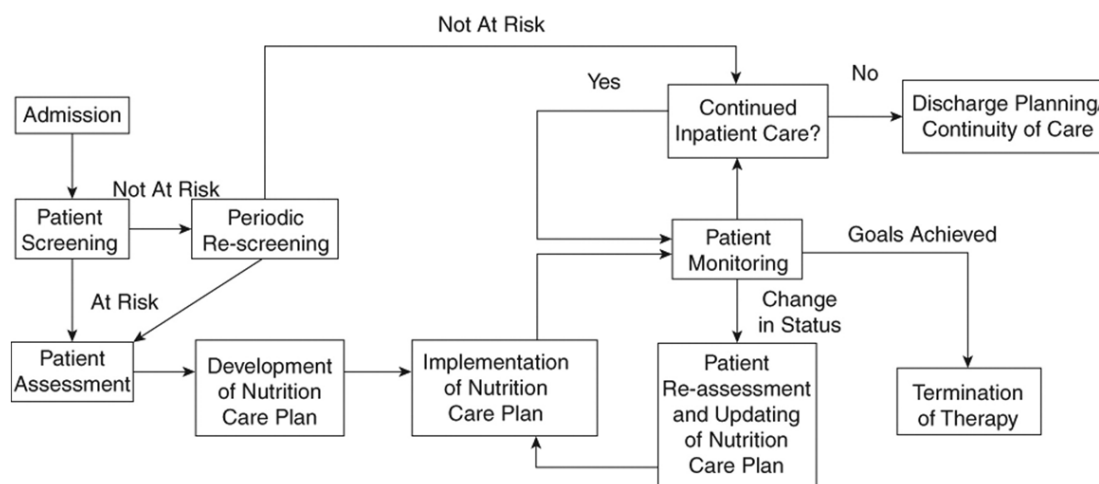 Not At Risk
Yes
No
Admission
Continued
Inpatient Care?
Discharge Planning/
Continuity of Care
Not At Risk
Patient
Screening
Periodic
Re-screening
Patient
Monitoring
Goals Achieved
At Risk
Change
in Status
Patient
Assessment
Development
of Nutrition
Care Plan
Implementation
of Nutrition
Care Plan
Patient
Re-assessment
and Updating
of Nutrition
Care Plan
Termination
of Therapy